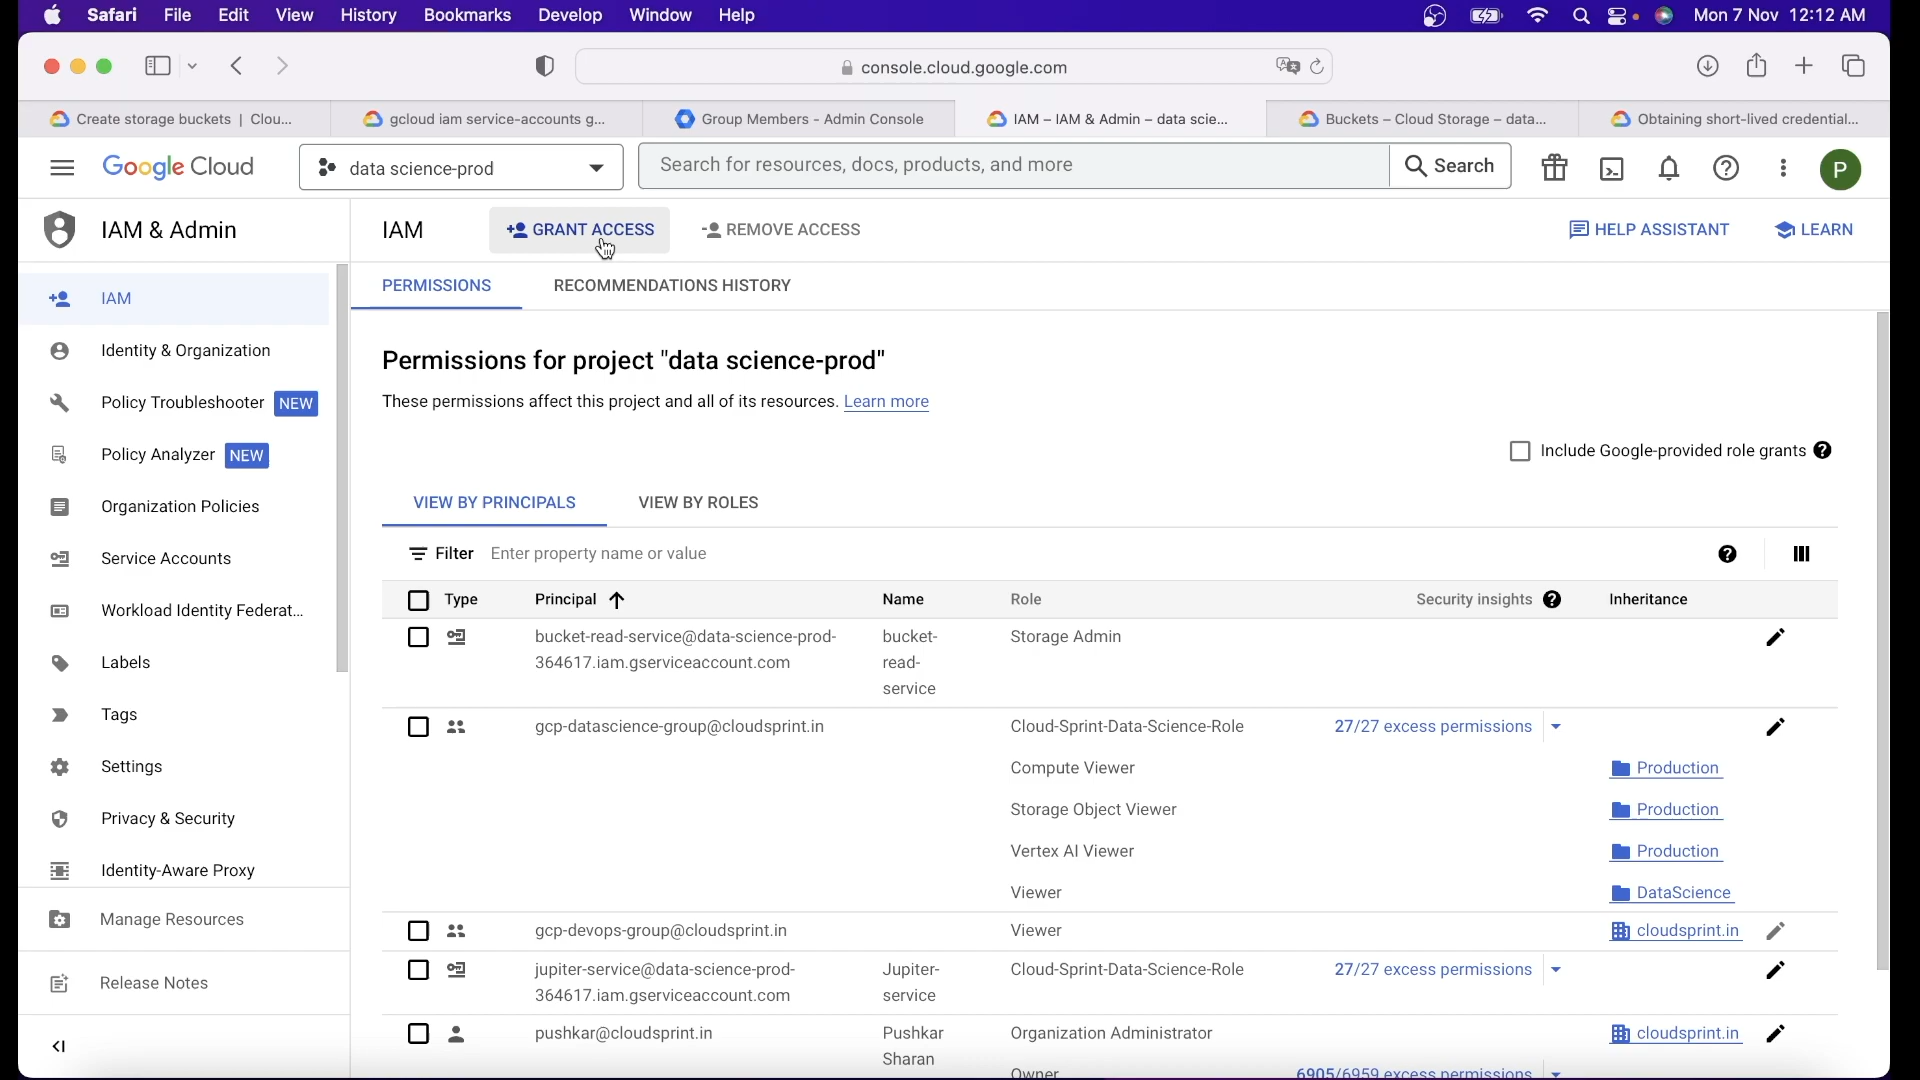 Safari File Edit View History Bookmarks Develop Window Help Mon 7 Nov 12:12 AM
console.cloud.google.com
Create storage buckets | Clou... gcloud iam service-accounts g... Group Members - Admin Console IAM – IAM & Admin – data scie... Buckets – Cloud Storage – data... Obtaining short-lived credential...
Google Cloud data science-prod Search for resources, docs, products, and more Search P
IAM & Admin IAM GRANT ACCESS REMOVE ACCESS HELP ASSISTANT LEARN
PERMISSIONS RECOMMENDATIONS HISTORY
IAM
Identity & Organization
Policy Troubleshooter NEW
Policy Analyzer NEW
Organization Policies
Service Accounts
Workload Identity Federat...
Labels
Tags
Settings
Privacy & Security
Identity-Aware Proxy
Manage Resources
Release Notes
Permissions for project "data science-prod"
These permissions affect this project and all of its resources. Learn more
Include Google-provided role grants
VIEW BY PRINCIPALS VIEW BY ROLES
Filter Enter property name or value
Type Principal Name Role Security insights Inheritance
bucket-read-service@data-science-prod- bucket- Storage Admin
364617.iam.gserviceaccount.com read-
service
gcp-datascience-group@cloudsprint.in Cloud-Sprint-Data-Science-Role 27/27 excess permissions
Compute Viewer Production
Storage Object Viewer Production
Vertex AI Viewer Production
Viewer DataScience
gcp-devops-group@cloudsprint.in Viewer cloudsprint.in
jupiter-service@data-science-prod- Jupiter- Cloud-Sprint-Data-Science-Role 27/27 excess permissions
364617.iam.gserviceaccount.com service
pushkar@cloudsprint.in Pushkar Organization Administrator cloudsprint.in
Sharan
Owner 6905/6959 excess permissions